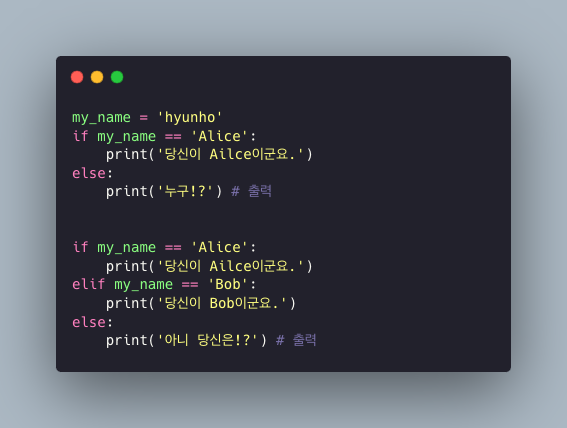 my_name = 'hyunho'
if my_name == 'Alice':
    print('당신이 Ailce이군요.')
else:
    print('누구!?') # 출력
if my_name == 'Alice':
    print('당신이 Ailce이군요.')
elif my_name == 'Bob':
    print('당신이 Bob이군요.')
else:
    print('아니 당신은!?') # 출력